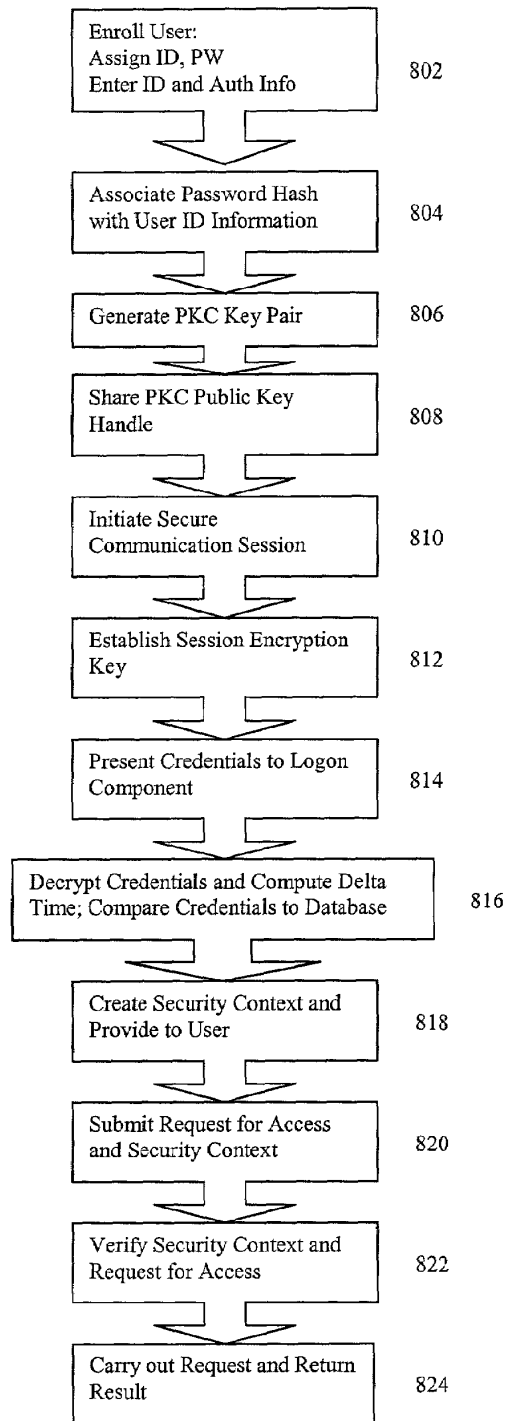 Enroll User:
Assign ID, PW
Enter ID and Auth Info
802
Associate Password Hash
with User ID Information
804
Generate PKC Key Pair
806
Share PKC Public Key
Handle
808
Initiate Secure
Communication Session
810
Establish Session Encryption
Key
812
Present Credentials to Logon
Component
814
Decrypt Credentials and Compute Delta
Time; Compare Credentials to Database
816
Create Security Context and
Provide to User
818
Submit Request for Access
and Security Context
820
Verify Security Context and
Request for Access
822
Carry out Request and Return
Result
824